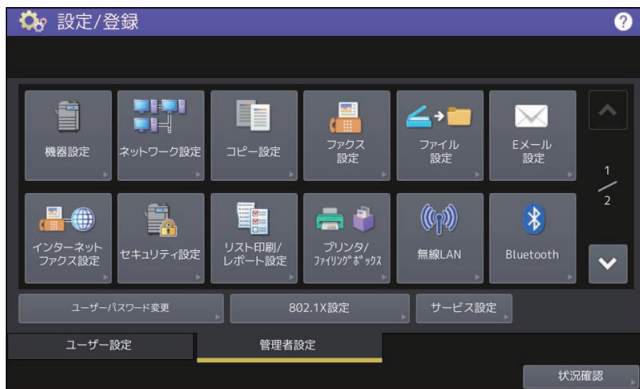 設定/登録
?
機器設定
ネットワーク設定
コピー設定
ファクス
設定
ファイル
設定
Eメール
設定
1
/
2
インターネット
ファクス設定
セキュリティ設定
リスト印刷/
レポート設定
プリンタ/
ファイリングボックス
無線LAN
Bluetooth
ユーザーパスワード変更
802.1X設定
サービス設定
ユーザー設定
管理者設定
状況確認